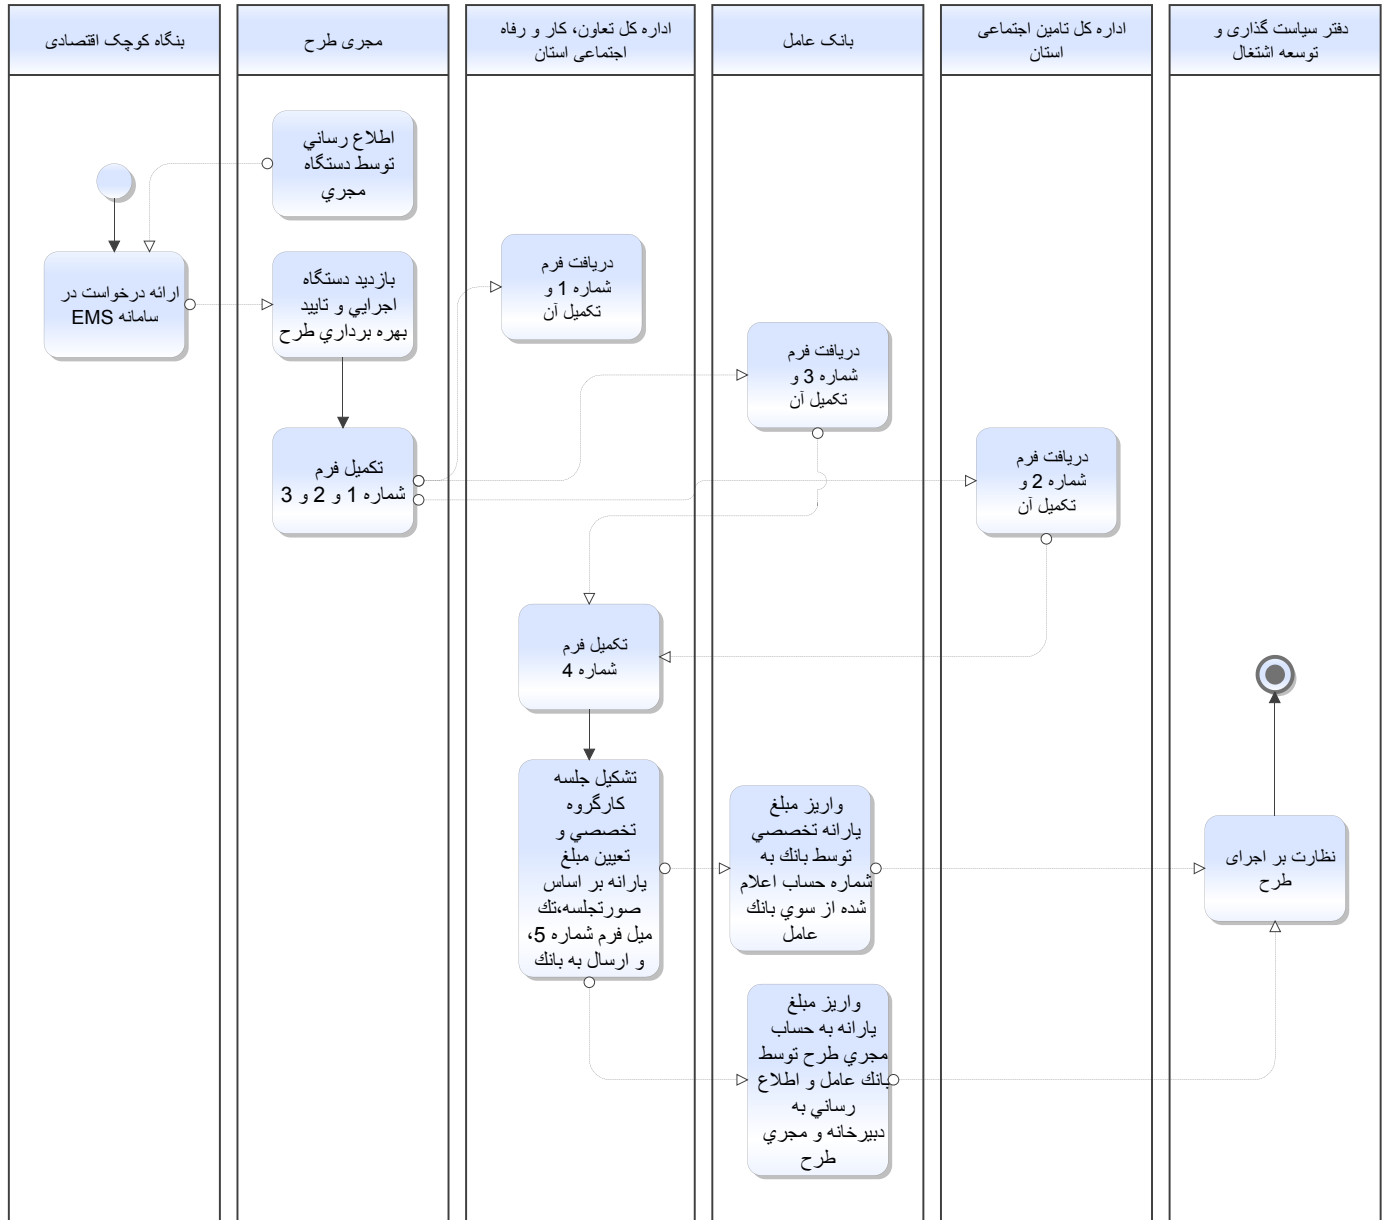 بنگاه کوچک اقتصادی
مجری طرح
اداره کل تعاون، کار و رفاه
اجتماعی استان
بانک عامل
اداره کل تامین اجتماعی
استان
دفتر سیاست گذاری و
توسعه اشتغال
اطلاع رساني
توسط دستگاه
مجري
ارائه درخواست در
سامانه EMS
بازديد دستگاه
اجرايي و تاييد
بهره برداري طرح
دریافت فرم
شماره 1 و
تکمیل آن
دریافت فرم
شماره 3 و
تکمیل آن
تکمیل فرم
شماره 1 و 2 و 3
دریافت فرم
شماره 2 و
تکمیل آن
تکمیل فرم
شماره 4
تشكيل جلسه
كارگروه
تخصصي و
تعيين مبلغ
يارانه بر اساس
صورتجلسه،تك
ميل فرم شماره 5،
و ارسال به بانك
واريز مبلغ
يارانه تخصصي
توسط بانك به
شماره حساب اعلام
شده از سوي بانك
عامل
نظارت بر اجرای
طرح
واريز مبلغ
يارانه به حساب
مجري طرح توسط
بانك عامل و اطلاع
رساني به
دبيرخانه و مجري
طرح